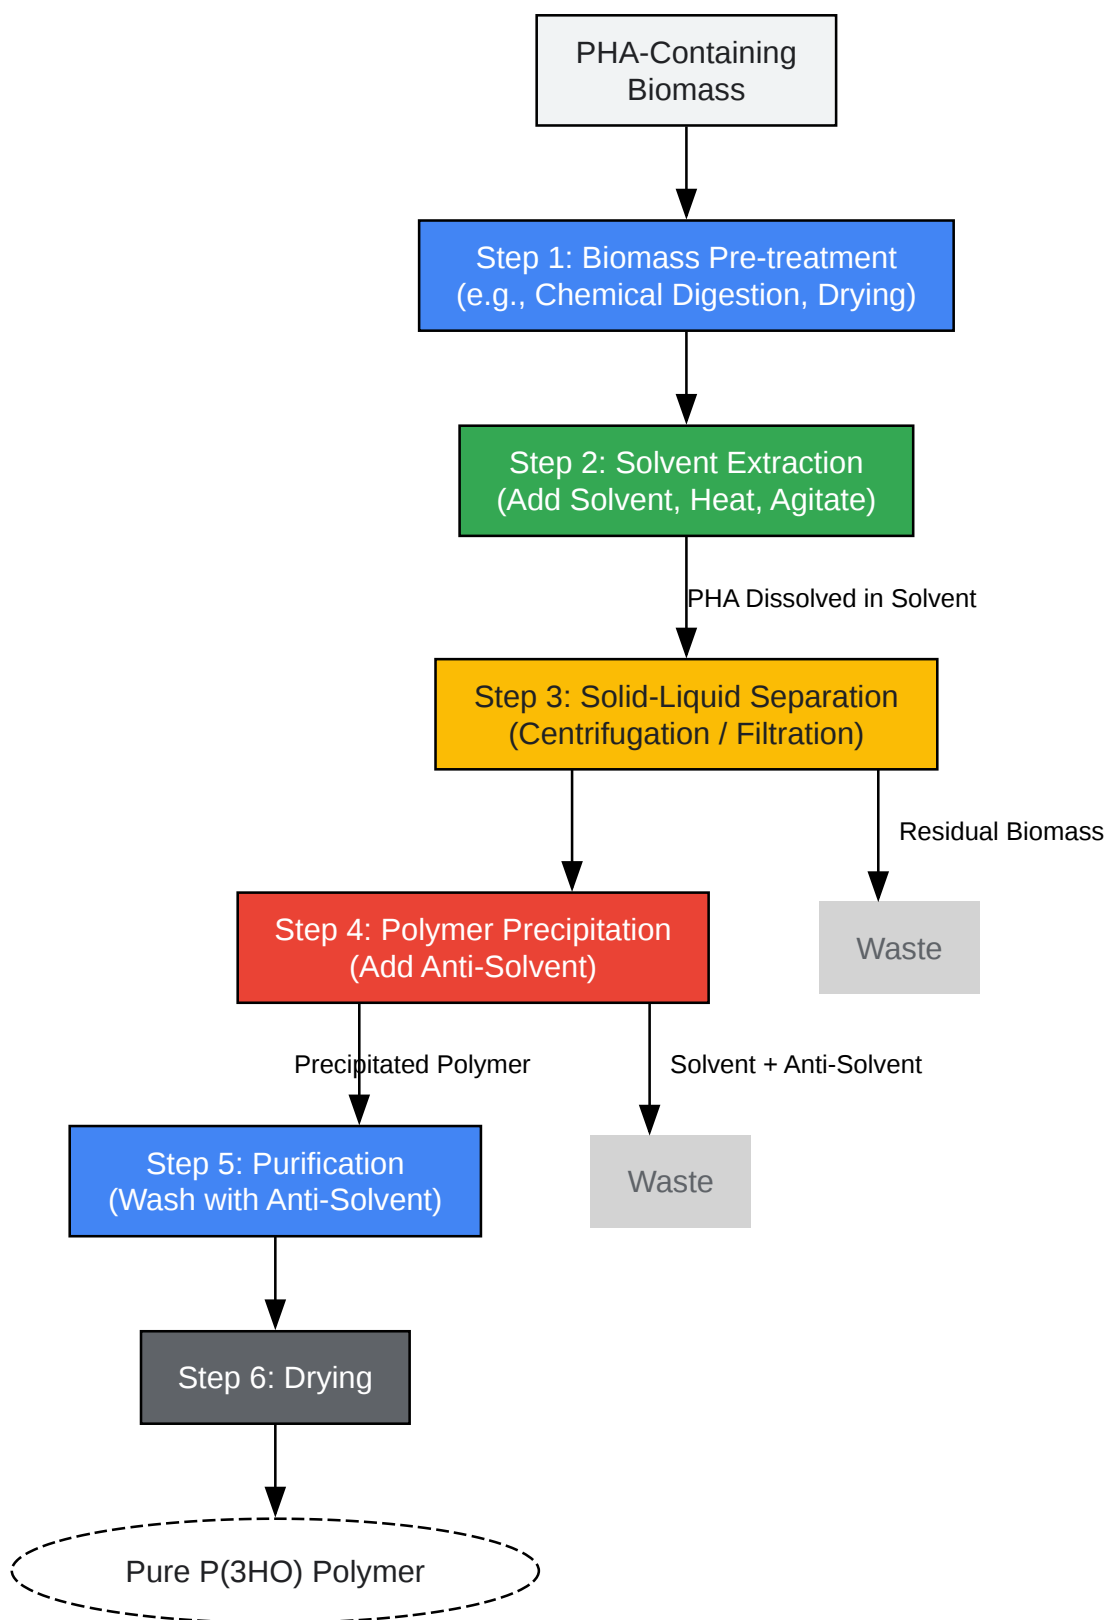 PHA-Containing
Biomass
Step 1: Biomass Pre-treatment
(e.g., Chemical Digestion, Drying)
Step 2: Solvent Extraction
(Add Solvent, Heat, Agitate)
PHA Dissolved in Solvent
Step 3: Solid-Liquid Separation
(Centrifugation / Filtration)
Residual Biomass
Step 4: Polymer Precipitation
(Add Anti-Solvent)
Waste
Precipitated Polymer
Solvent + Anti-Solvent
Step 5: Purification
(Wash with Anti-Solvent)
Waste
Step 6: Drying
Pure P(3HO) Polymer